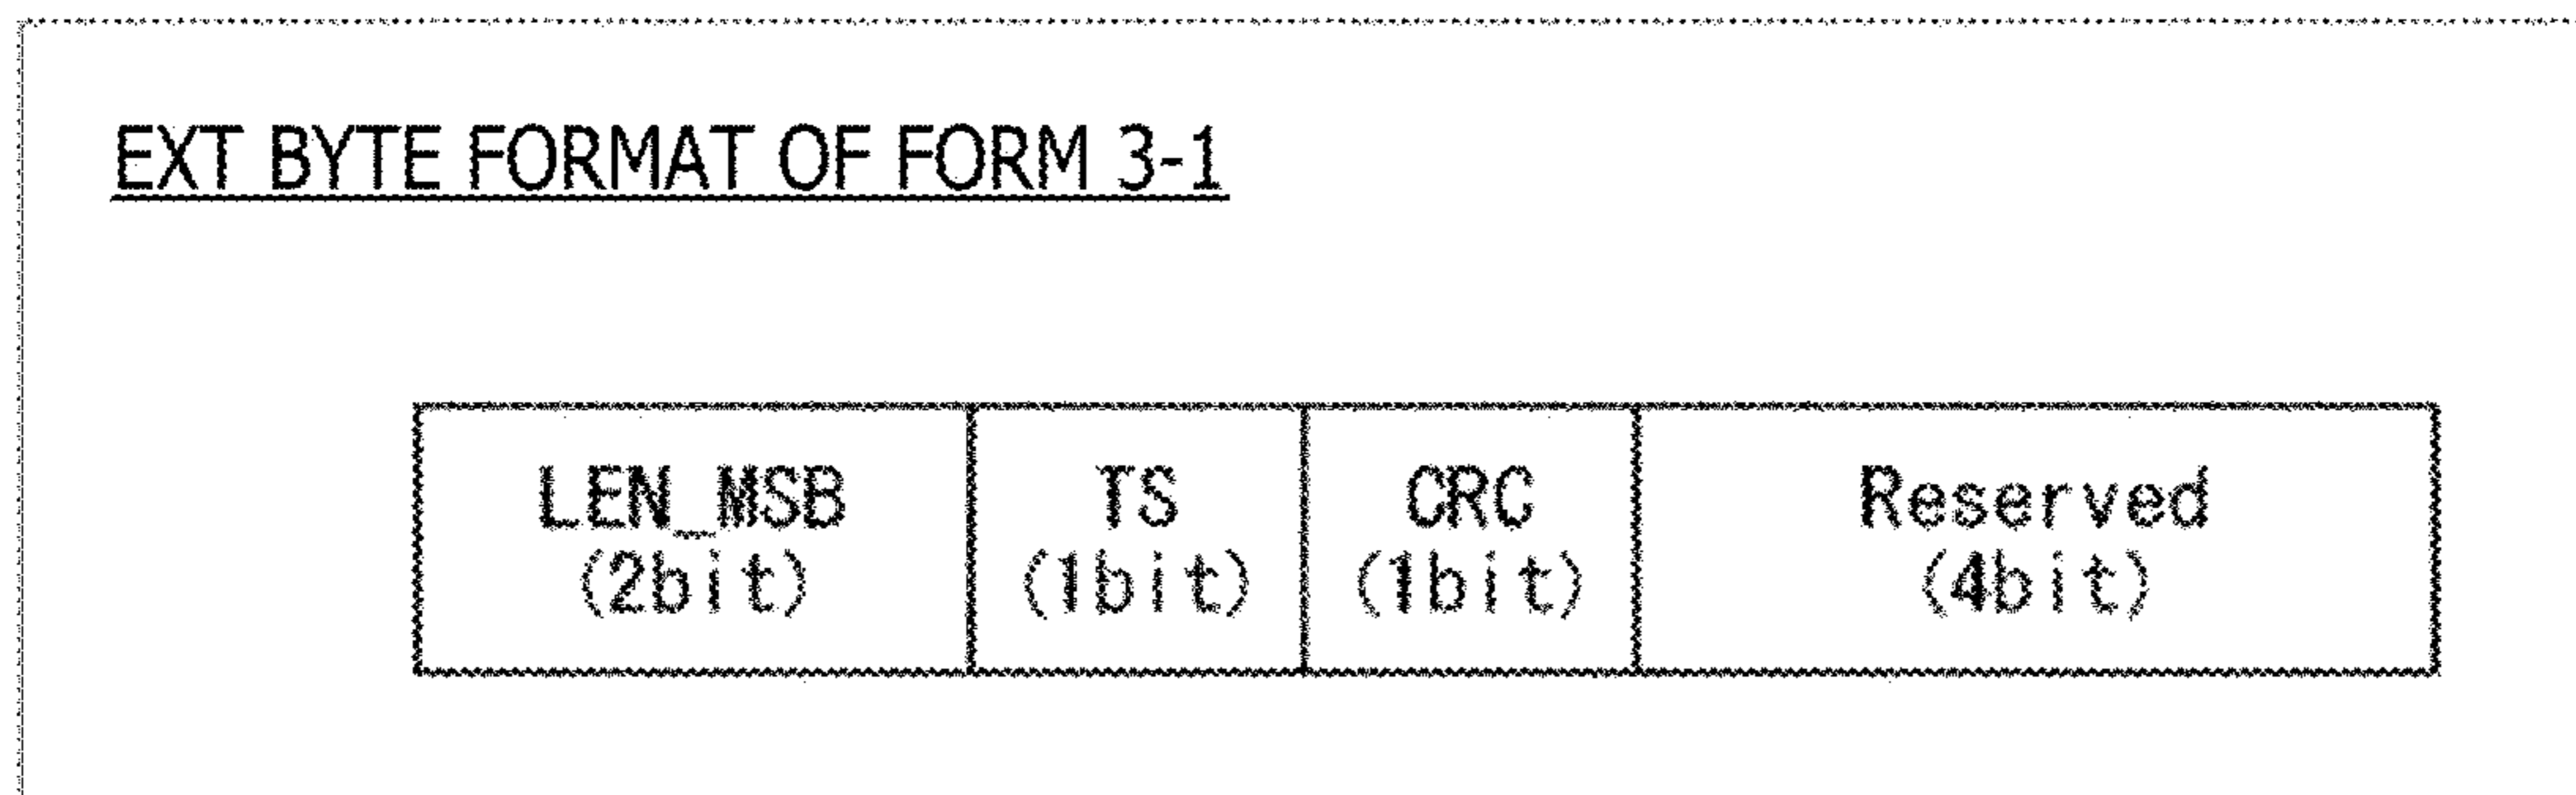 EXT BYTE FORMAT OF FORM 3-1
LEN_MSB TS CRC Reserved
(2bit) (1bit) (1bit) (4bit)